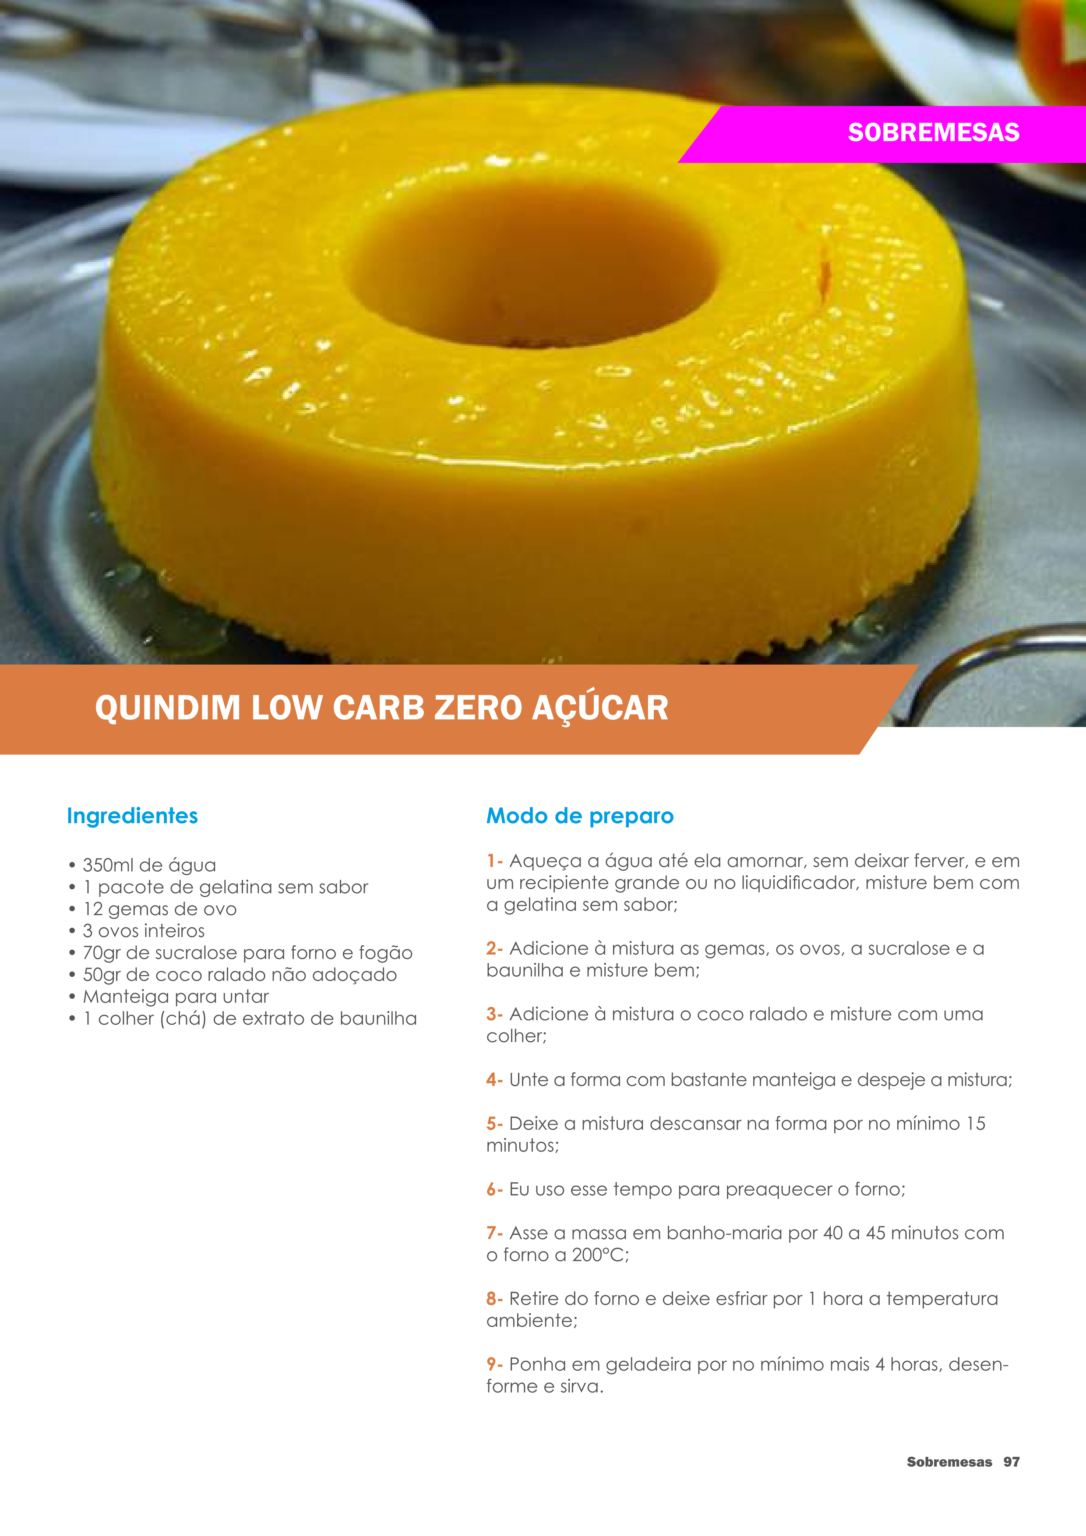 SOBREMESAS
QUINDIM LOW CARB ZERO AÇÚCAR
Ingredientes
• 350ml de água
• 1 pacote de gelatina sem sabor
• 12 gemas de ovo
• 3 ovos inteiros
• 70gr de sucralose para forno e fogão
• 50gr de coco ralado não adoçado
• Manteiga para untar
• 1 colher (chá) de extrato de baunilha
Modo de preparo
1- Aqueça a água até ela amornar, sem deixar ferver, e em
um recipiente grande ou no liquidificador, misture bem com
a gelatina sem sabor;
2- Adicione à mistura as gemas, os ovos, a sucralose e a
baunilha e misture bem;
3- Adicione à mistura o coco ralado e misture com uma
colher;
4- Unte a forma com bastante manteiga e despeje a mistura;
5- Deixe a mistura descansar na forma por no mínimo 15
minutos;
6- Eu uso esse tempo para preaquecer o forno;
7- Asse a massa em banho-maria por 40 a 45 minutos com
o forno a 200°C;
8- Retire do forno e deixe esfriar por 1 hora a temperatura
ambiente;
9- Ponha em geladeira por no mínimo mais 4 horas, desen-
forme e sirva.
Sobremesas 97